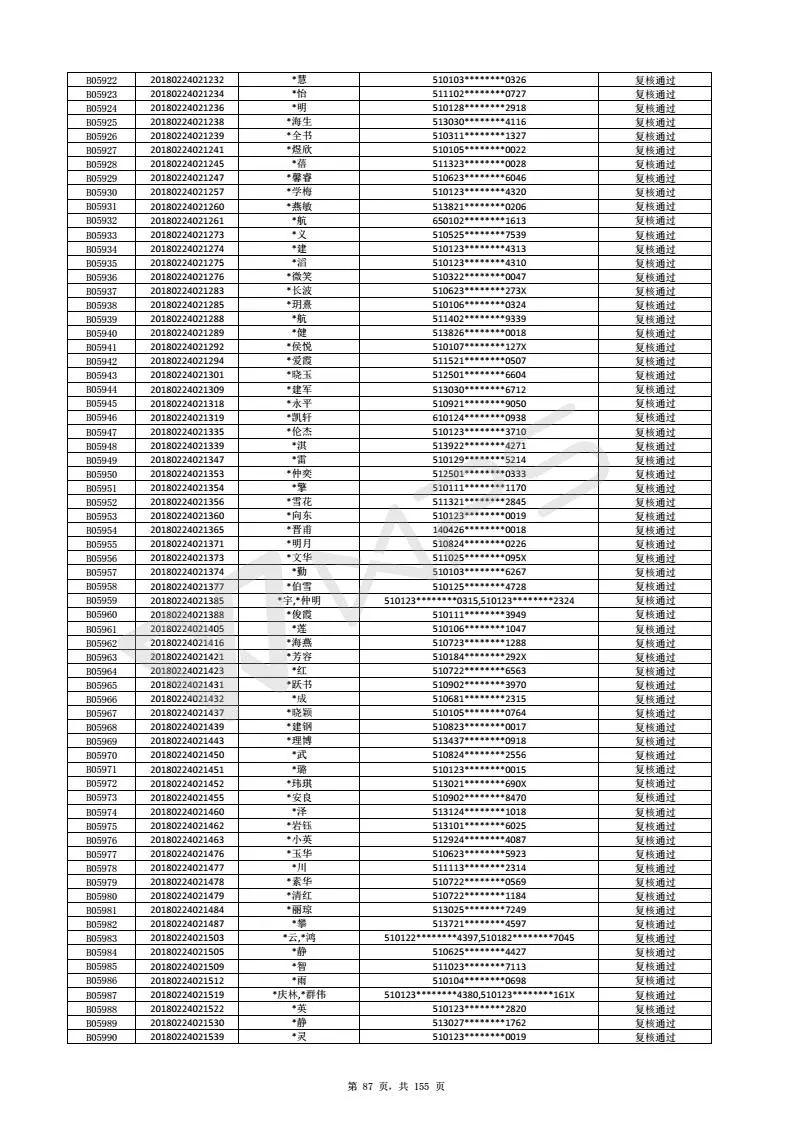 B05922 20180224021232 *慧 510103********0326 复核通过
B05923 20180224021234 *怡 511102********0727 复核通过
B05924 20180224021236 *明 510128********2918 复核通过
B05925 20180224021238 *海生 513030********4116 复核通过
B05926 20180224021239 *全书 510311********1327 复核通过
B05927 20180224021241 *煜欣 510105********0022 复核通过
B05928 20180224021245 *蓓 511323********0028 复核通过
B05929 20180224021247 *馨睿 510623********6046 复核通过
B05930 20180224021257 *学梅 510123********4320 复核通过
B05931 20180224021260 *燕敏 513821********0206 复核通过
B05932 20180224021261 *航 650102********1613 复核通过
B05933 20180224021273 *义 510525********7539 复核通过
B05934 20180224021274 *建 510123********4313 复核通过
B05935 20180224021275 *滔 510123********4310 复核通过
B05936 20180224021276 *微笑 510322********0047 复核通过
B05937 20180224021283 *长波 510623********273X 复核通过
B05938 20180224021285 *玥熹 510106********0324 复核通过
B05939 20180224021288 *航 511402********9339 复核通过
B05940 20180224021289 *健 513826********0018 复核通过
B05941 20180224021292 *侯悦 510107********127X 复核通过
B05942 20180224021294 *爱霞 511521********0507 复核通过
B05943 20180224021301 *晓玉 512501********6604 复核通过
B05944 20180224021309 *建军 513030********6712 复核通过
B05945 20180224021318 *永平 510921********9050 复核通过
B05946 20180224021319 *凯轩 610124********0938 复核通过
B05947 20180224021335 *伦杰 510123********3710 复核通过
B05948 20180224021339 *淇 513922********4271 复核通过
B05949 20180224021347 *雷 510129********5214 复核通过
B05950 20180224021353 *仲奕 512501********0333 复核通过
B05951 20180224021354 *擎 510111********1170 复核通过
B05952 20180224021356 *雪花 511321********2845 复核通过
B05953 20180224021360 *向东 510123********0019 复核通过
B05954 20180224021365 *晋甫 140426********0018 复核通过
B05955 20180224021371 *明月 510824********0226 复核通过
B05956 20180224021373 *文华 511025********095X 复核通过
B05957 20180224021374 *勤 510103********6267 复核通过
B05958 20180224021377 *伯雪 510125********4728 复核通过
B05959 20180224021385 *宇,*仲明 510123********0315,510123********2324 复核通过
B05960 20180224021388 *俊霞 510111********3949 复核通过
B05961 20180224021405 *莲 510106********1047 复核通过
B05962 20180224021416 *海燕 510723********1288 复核通过
B05963 20180224021421 *芳容 510184********292X 复核通过
B05964 20180224021423 *红 510722********6563 复核通过
B05965 20180224021431 *跃书 510902********3970 复核通过
B05966 20180224021432 *成 510681********2315 复核通过
B05967 20180224021437 *晓颖 510105********0764 复核通过
B05968 20180224021439 *建钢 510823********0017 复核通过
B05969 20180224021443 *理博 513437********0918 复核通过
B05970 20180224021450 *武 510824********2556 复核通过
B05971 20180224021451 *璐 510123********0015 复核通过
B05972 20180224021452 *玮琪 513021********690X 复核通过
B05973 20180224021455 *安良 510902********8470 复核通过
B05974 20180224021460 *泽 513124********1018 复核通过
B05975 20180224021462 *岩钰 513101********6025 复核通过
B05976 20180224021463 *小英 512924********4087 复核通过
B05977 20180224021476 *玉华 510623********5923 复核通过
B05978 20180224021477 *川 511113********2314 复核通过
B05979 20180224021478 *素华 510722********0569 复核通过
B05980 20180224021479 *清红 510722********1184 复核通过
B05981 20180224021484 *丽琼 513025********7249 复核通过
B05982 20180224021487 *攀 513721********4597 复核通过
B05983 20180224021503 *云,*鸿 510122********4397,510182********7045 复核通过
B05984 20180224021505 *静 510625********4427 复核通过
B05985 20180224021509 *智 511023********7113 复核通过
B05986 20180224021512 *雨 510104********0698 复核通过
B05987 20180224021519 *庆林,*群伟 510123********4380,510123********161X 复核通过
B05988 20180224021522 *英 510123********2820 复核通过
B05989 20180224021530 *静 513027********1762 复核通过
B05990 20180224021539 *灵 510123********0019 复核通过
WPS
第 87 页，共 155 页